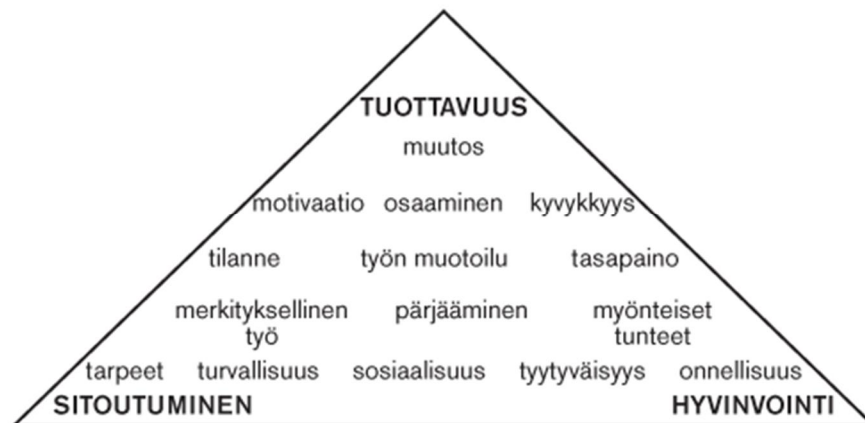 TUOTTAVUUS
muutos
motivaatio osaaminen kyvykkyys
tilanne työn muotoilu tasapaino
merkityksellinen pärjääminen myönteiset
työ tunteet
tarpeet turvallisuus sosiaalisuus tyytyväisyys onnellisuus
SITOUTUMINEN HYVINVOINTI